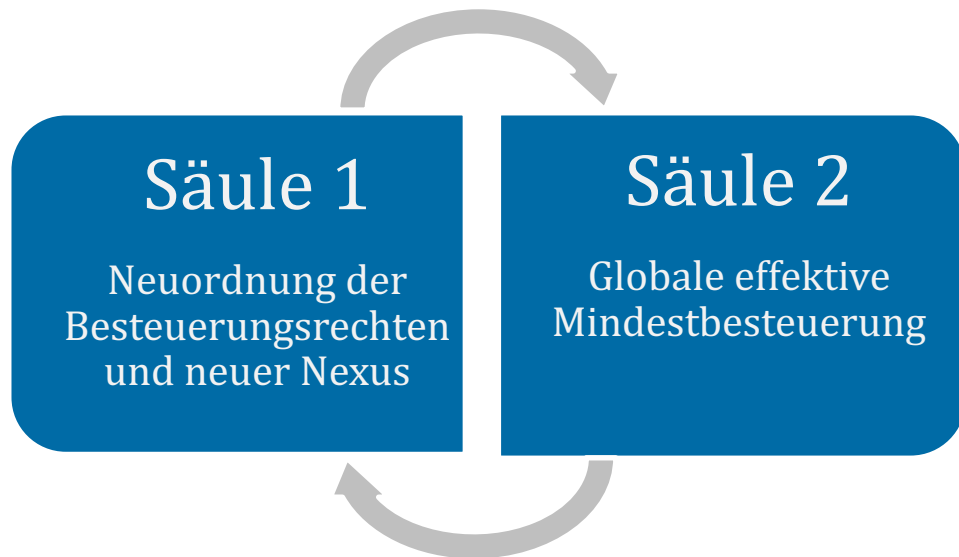 Säule 1
Neuordnung der
Besteuerungsrechten
und neuer Nexus
Säule 2
Globale effektive
Mindestbesteuerung